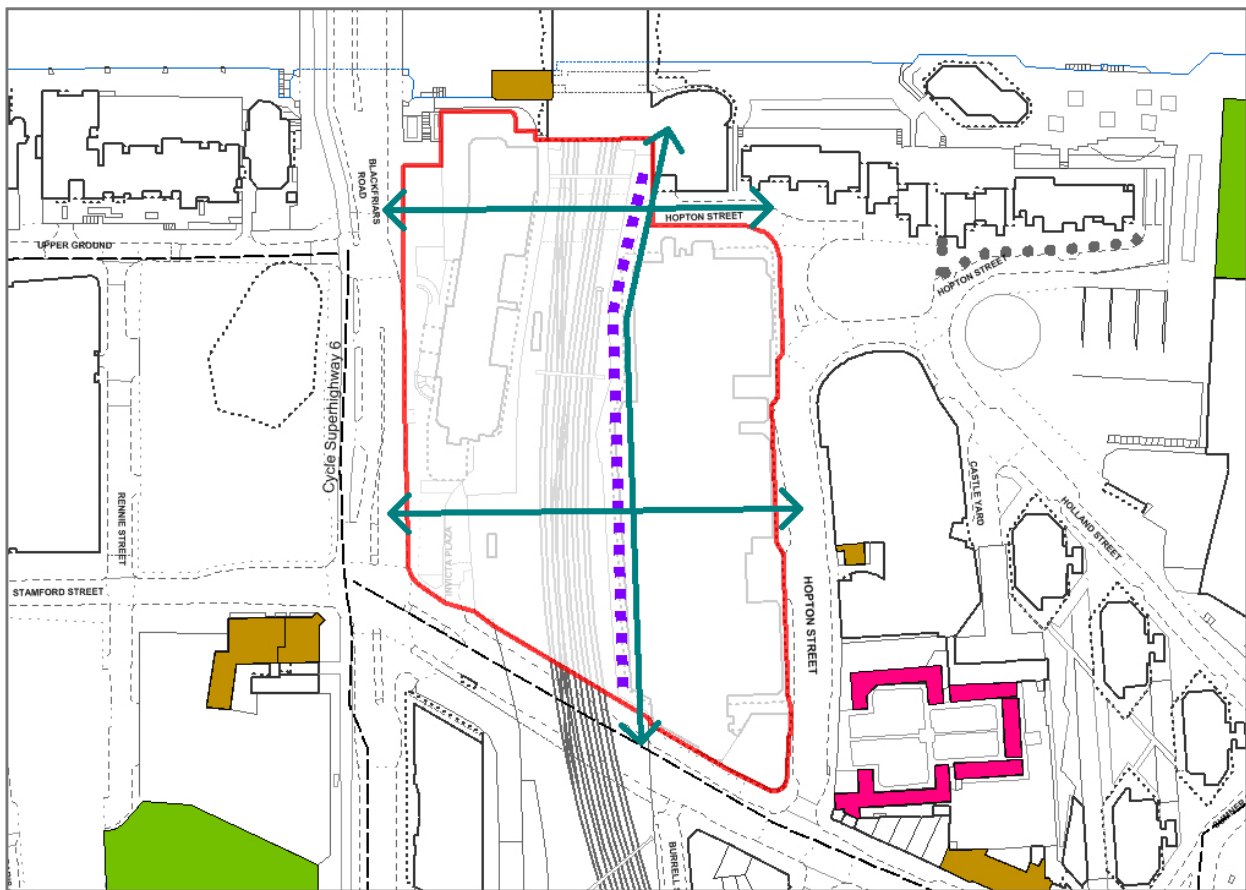 BLACKFRIARS
ROAD
HOPTON STREET
UPPER GROUND
HOPTON STREET
Cycle Superhighway 6
RENNIE STREET
CASTLE YARD
HOLLAND STREET
INVICTA PLAZA
STAMFORD STREET
HOPTON STREET
BURRELL